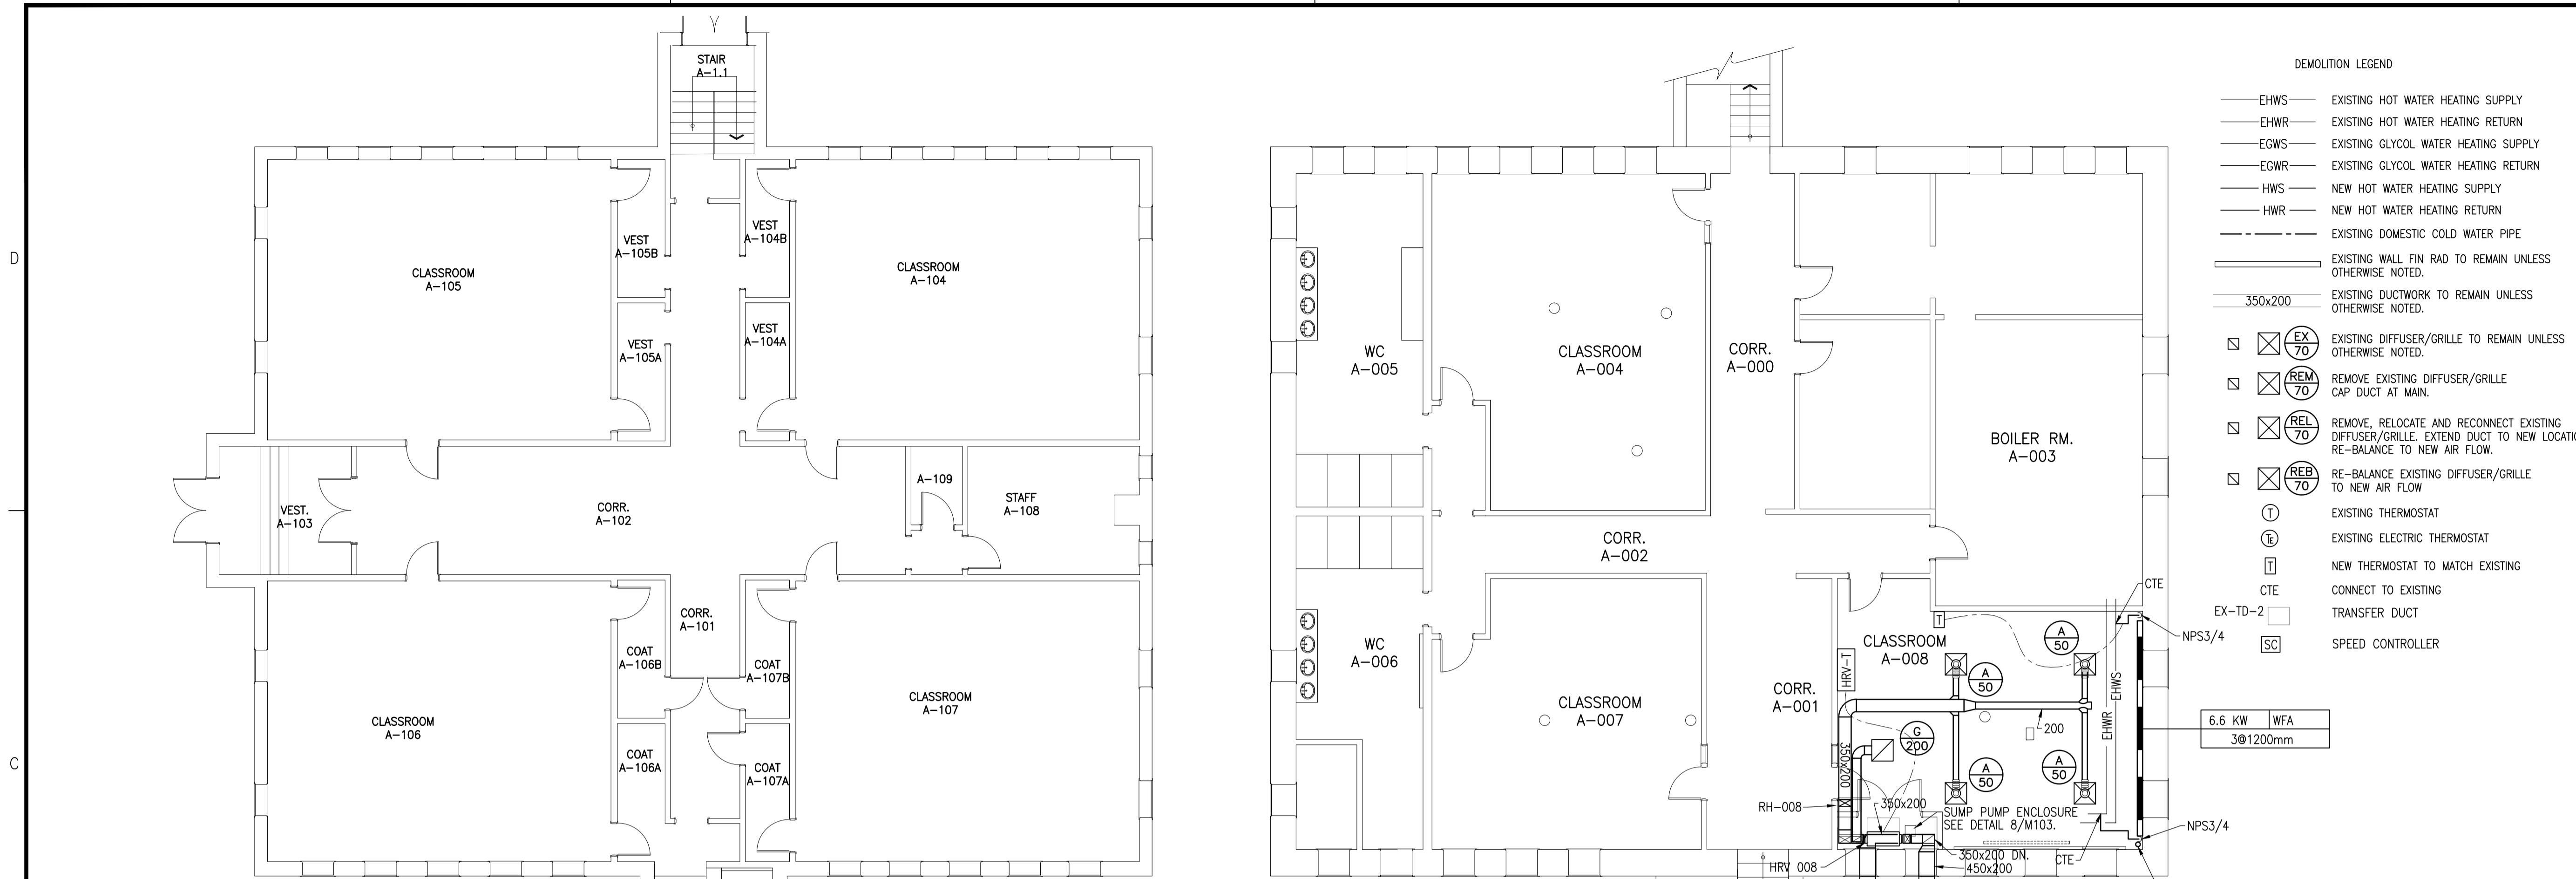 STAIR
A-1.1
CLASSROOM
A-105
VEST
A-105B
VEST
A-104B
CLASSROOM
A-104
VEST
A-105A
VEST
A-104A
D
VEST.
A-103
CORR.
A-102
A-109
STAFF
A-108
CORR.
A-101
COAT
A-106B
COAT
A-107B
CLASSROOM
A-106
CLASSROOM
A-107
COAT
A-106A
COAT
A-107A
C
WC
A-005
CLASSROOM
A-004
CORR.
A-000
BOILER RM.
A-003
CORR.
A-002
WC
A-006
CLASSROOM
A-007
CORR.
A-001
CLASSROOM
A-008
T
HRV-T
A
50
A
50
A
50
A
50
G
200
200
350x200
350x200
RH-008
SUMP PUMP ENCLOSURE
SEE DETAIL 8/M103.
HRV 008
350x200 DN.
450x200
CTE
CTE
EHWS
EHWR
NPS3/4
NPS3/4
6.6 KW WFA
3@1200mm
DEMOLITION LEGEND
EHWS EXISTING HOT WATER HEATING SUPPLY
EHWR EXISTING HOT WATER HEATING RETURN
EGWS EXISTING GLYCOL WATER HEATING SUPPLY
EGWR EXISTING GLYCOL WATER HEATING RETURN
HWS NEW HOT WATER HEATING SUPPLY
HWR NEW HOT WATER HEATING RETURN
EXISTING DOMESTIC COLD WATER PIPE
EXISTING WALL FIN RAD TO REMAIN UNLESS
OTHERWISE NOTED.
350x200 EXISTING DUCTWORK TO REMAIN UNLESS
OTHERWISE NOTED.
EX
70
EXISTING DIFFUSER/GRILLE TO REMAIN UNLESS
OTHERWISE NOTED.
REM
70
REMOVE EXISTING DIFFUSER/GRILLE
CAP DUCT AT MAIN.
REL
70
REMOVE, RELOCATE AND RECONNECT EXISTING
DIFFUSER/GRILLE. EXTEND DUCT TO NEW LOCATIO
RE-BALANCE TO NEW AIR FLOW.
REB
70
RE-BALANCE EXISTING DIFFUSER/GRILLE
TO NEW AIR FLOW
T EXISTING THERMOSTAT
TE EXISTING ELECTRIC THERMOSTAT
T NEW THERMOSTAT TO MATCH EXISTING
CTE CONNECT TO EXISTING
EX-TD-2 TRANSFER DUCT
SC SPEED CONTROLLER